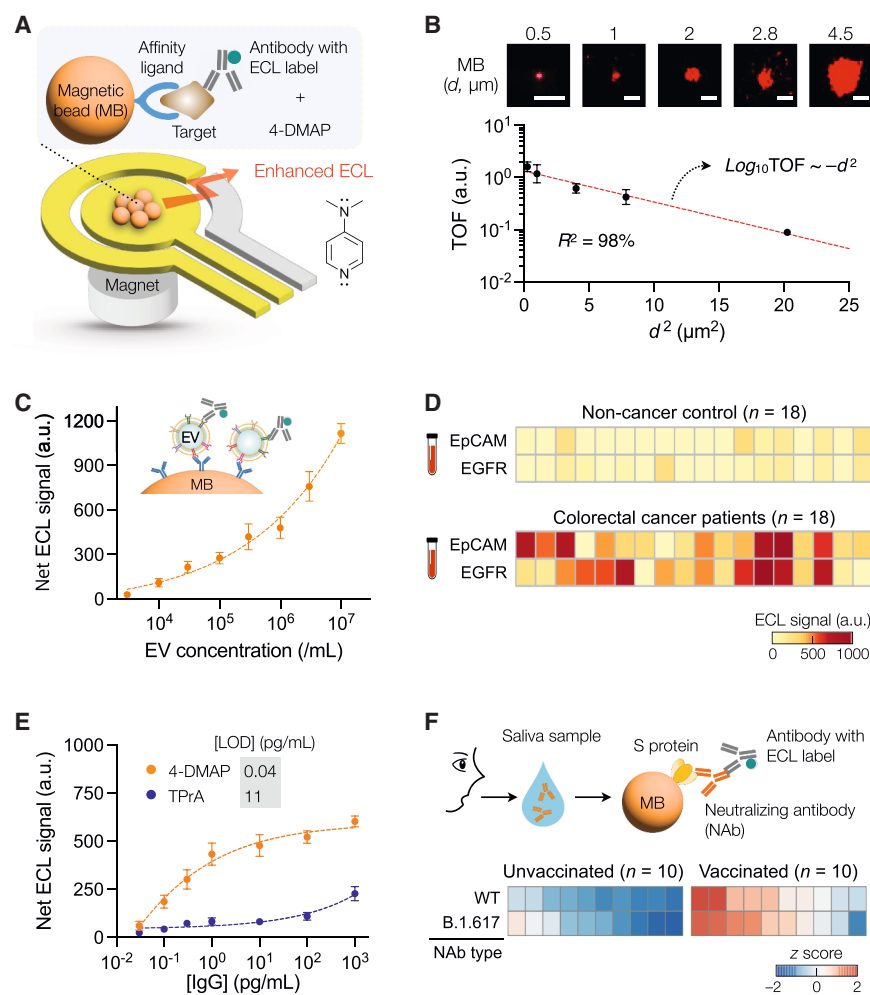 A
Affinity
ligand
Antibody with
ECL label
Magnetic
bead (MB)
+
Target
4-DMAP
Enhanced ECL
N
N
Magnet
B
0.5 1 2 2.8 4.5
MB
(d, µm)
10¹
10⁰
10⁻¹
10⁻²
TOF (a.u.)
Log₁₀TOF ~ −d²
R² = 98%
0 5 10 15 20 25
d² (µm²)
C
1200
900
600
300
0
Net ECL signal (a.u.)
EV
MB
10⁴ 10⁵ 10⁶ 10⁷
EV concentration (/mL)
D
Non-cancer control (n = 18)
EpCAM
EGFR
Colorectal cancer patients (n = 18)
EpCAM
EGFR
ECL signal (a.u.)
0 500 1000
E
1000
750
500
250
0
Net ECL signal (a.u.)
[LOD] (pg/mL)
4-DMAP 0.04
TPrA 11
10⁻² 10⁻¹ 10⁰ 10¹ 10² 10³
[IgG] (pg/mL)
F
Saliva sample
S protein
Antibody with
ECL label
MB
Neutralizing antibody
(NAb)
Unvaccinated (n = 10) Vaccinated (n = 10)
WT
B.1.617
NAb type
z score
−2 0 2